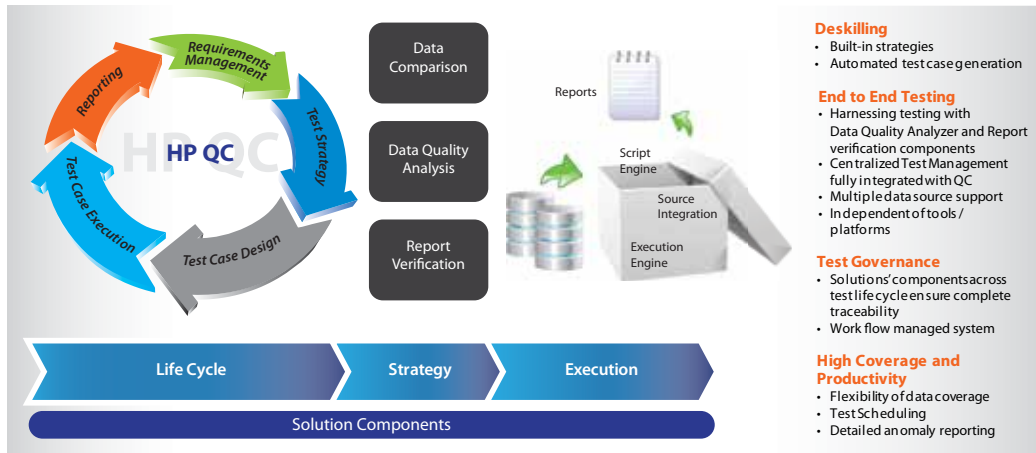 Reporting
Requirements
Management
Test Strategy
Test Case Design
Test Case Execution
HP QC
HP QC
Data
Comparison
Data Quality
Analysis
Report
Verification
Reports
Script
Engine
Source
Integration
Execution
Engine
Life Cycle
Strategy
Execution
Solution Components
Deskilling
• Built-in strategies
• Automated test case generation
End to End Testing
• Harnessing testing with
Data Quality Analyzer and Report
verification components
• Centralized Test Management
fully integrated with QC
• Multiple data source support
• Independent of tools /
platforms
Test Governance
• Solutions' components across
test life cycle ensure complete
traceability
• Work flow managed system
High Coverage and
Productivity
• Flexibility of data coverage
• Test Scheduling
• Detailed anomaly reporting